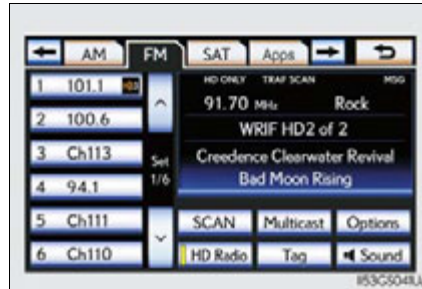 AM FM SAT Apps
1 101.1 HD
HD ONLY TRAF SCAN MSG
91.70 MHz Rock
2 100.6
WRIF HD2 of 2
3 Ch113
Set
1/6
Creedence Clearwater Revival
4 94.1
Bad Moon Rising
5 Ch111
SCAN Multicast Options
6 Ch110
HD Radio Tag Sound